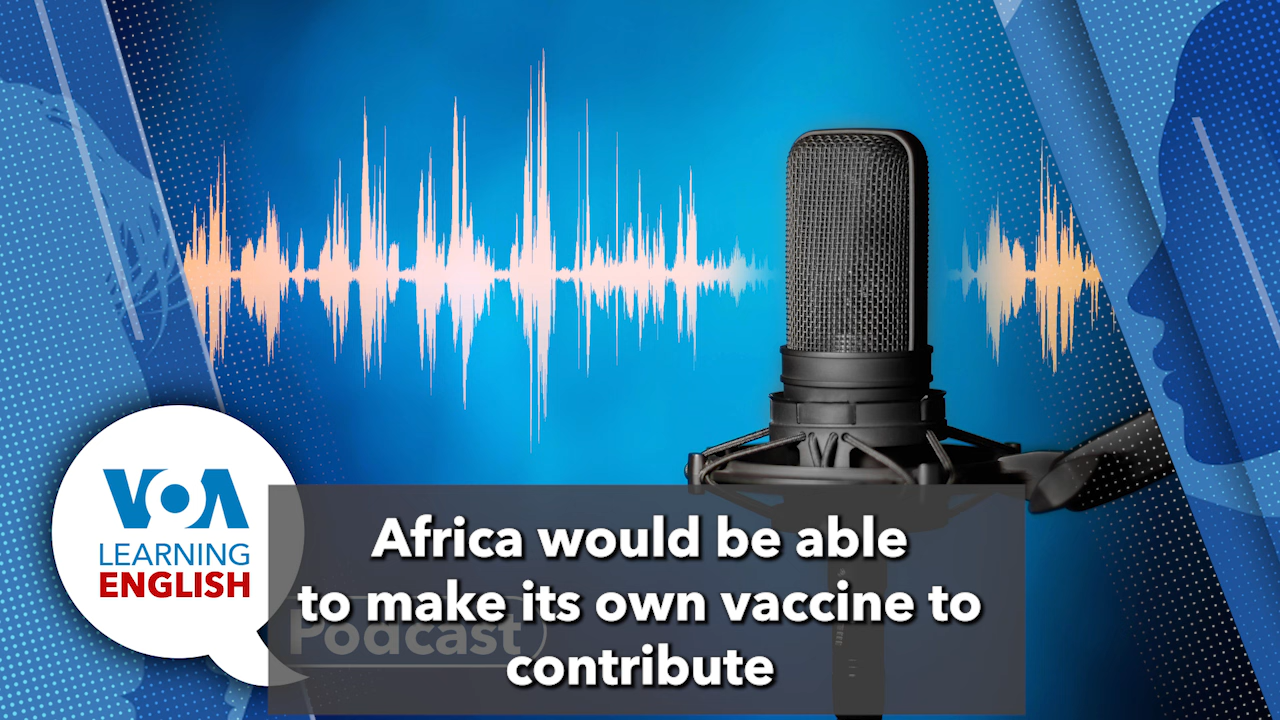 VOA
LEARNING
ENGLISH
Podcast
Africa would be able
to make its own vaccine to
contribute